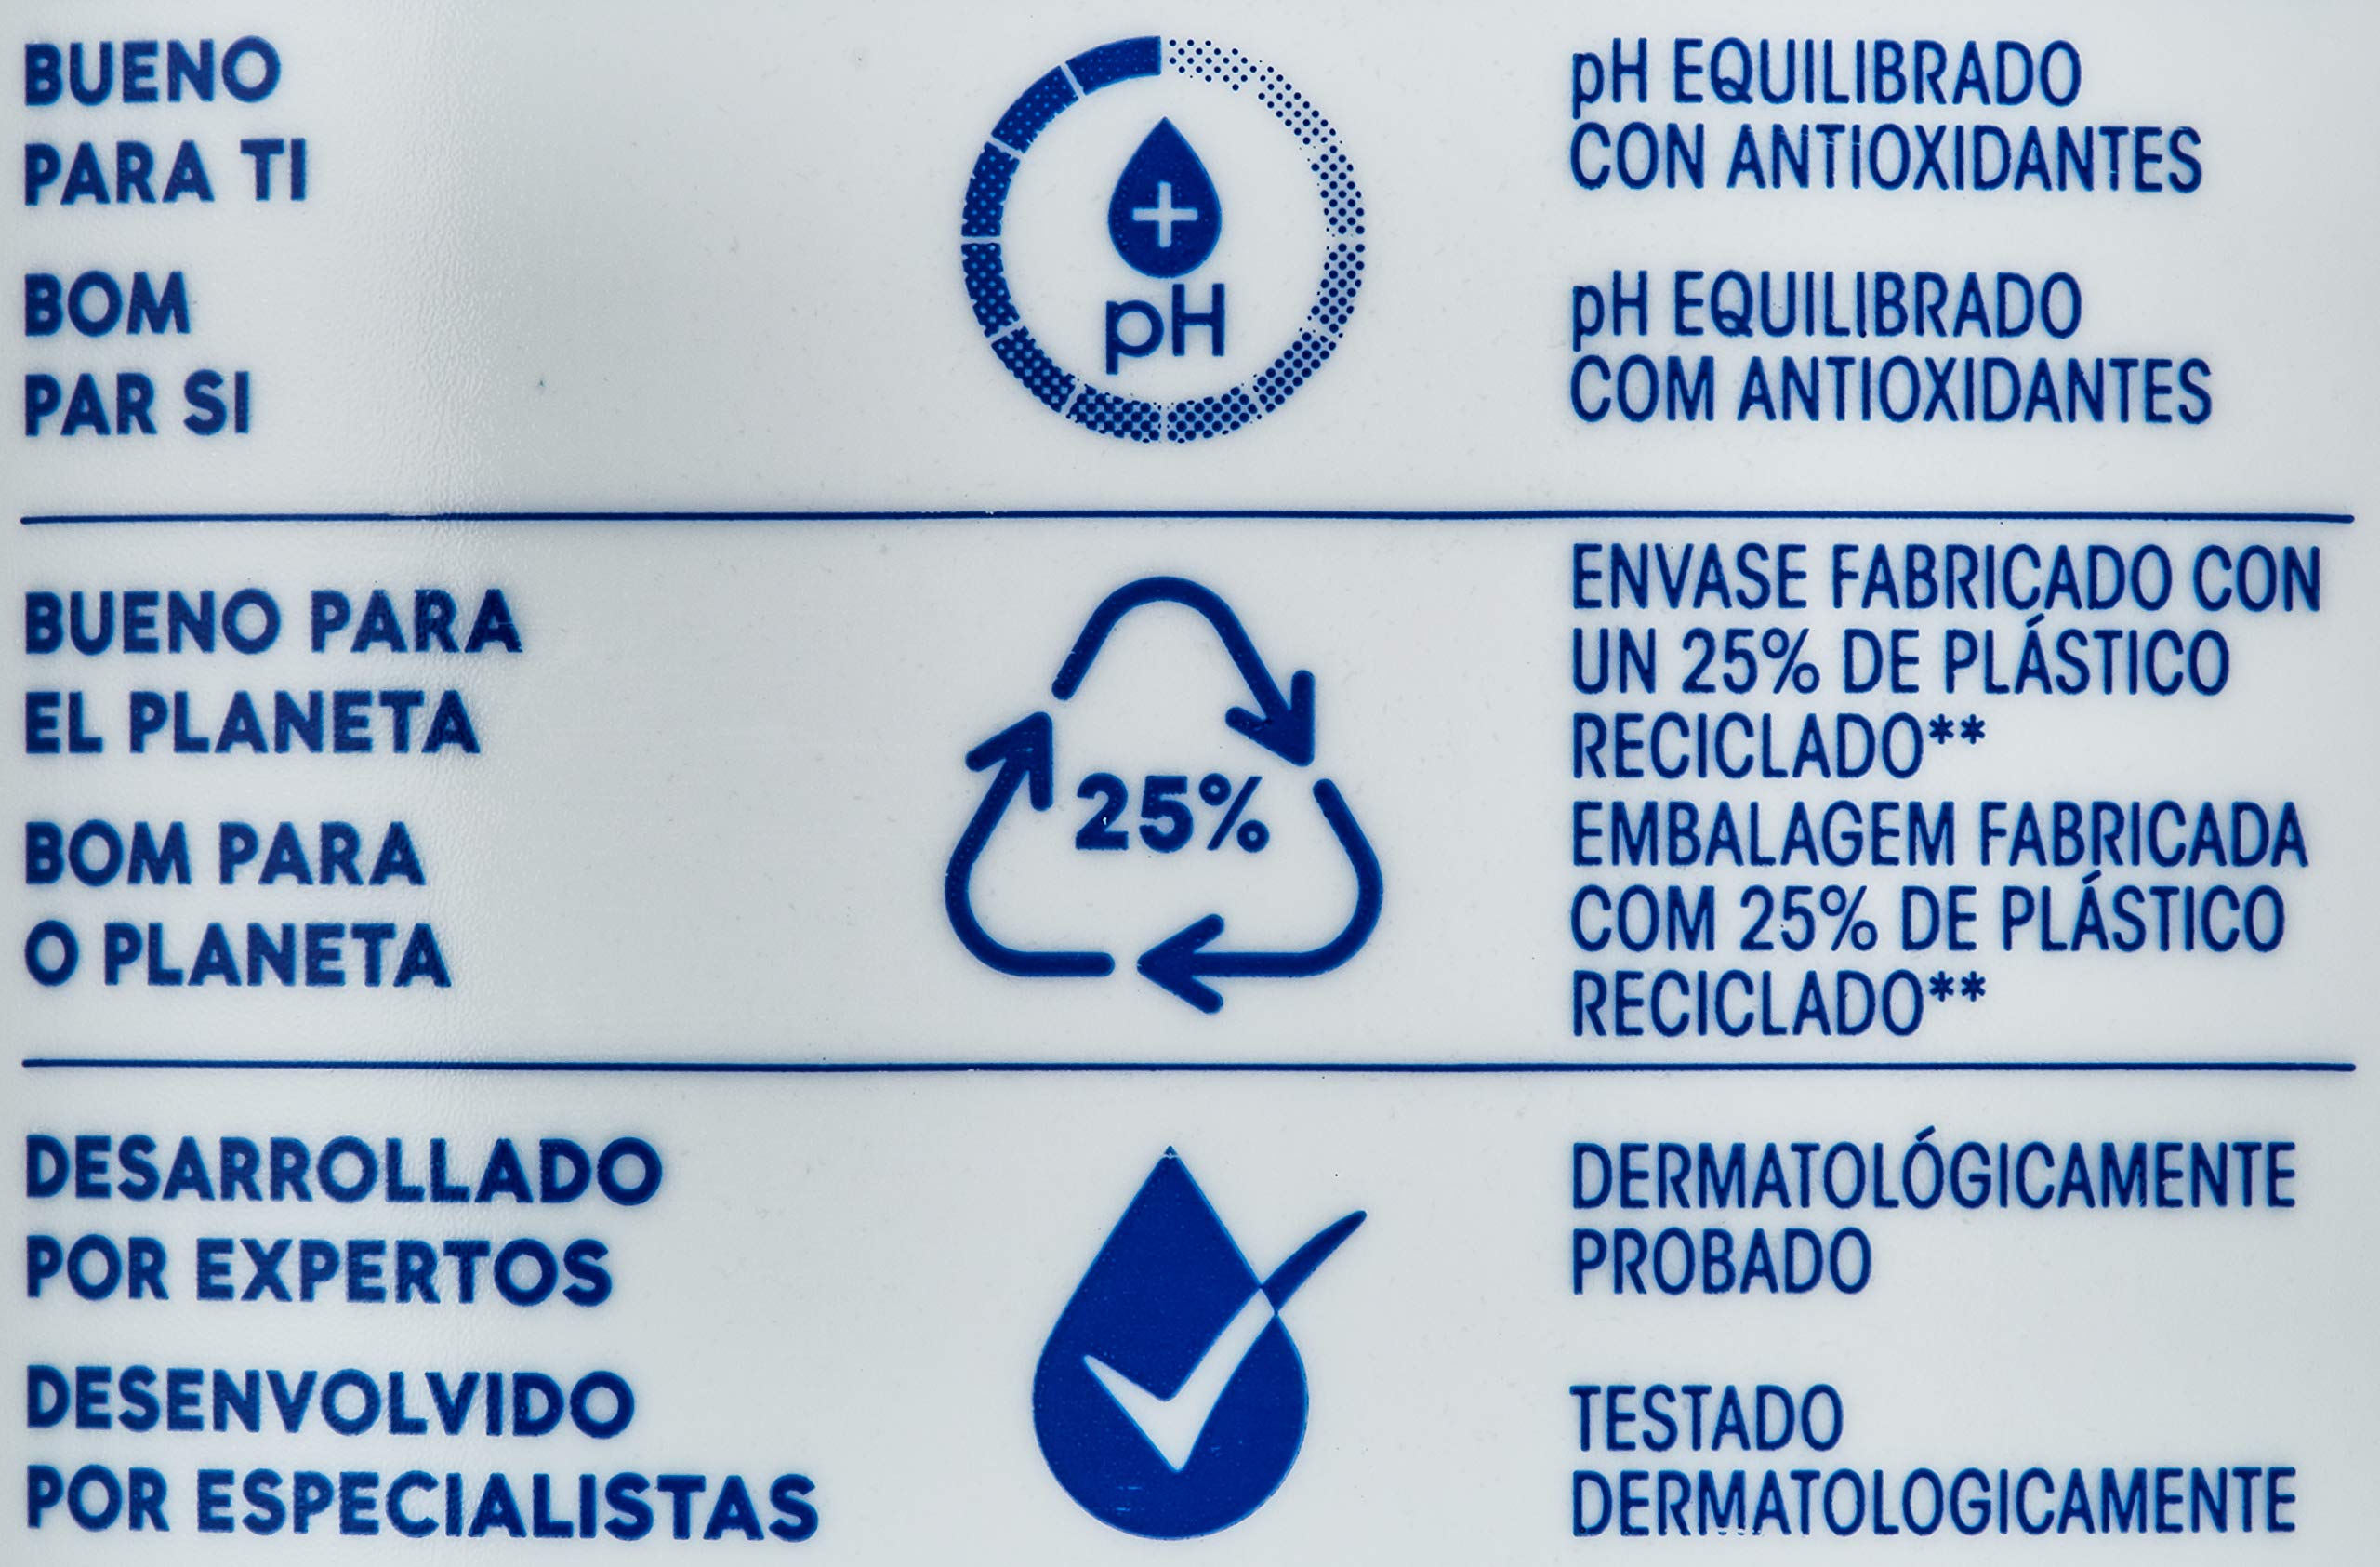 BUENO
PARA TI
BOM
PAR SI
pH
pH EQUILIBRADO
CON ANTIOXIDANTES
pH EQUILIBRADO
COM ANTIOXIDANTES
BUENO PARA
EL PLANETA
BOM PARA
O PLANETA
25%
ENVASE FABRICADO CON
UN 25% DE PLÁSTICO
RECICLADO**
EMBALAGEM FABRICADA
COM 25% DE PLÁSTICO
RECICLADO**
DESARROLLADO
POR EXPERTOS
DESENVOLVIDO
POR ESPECIALISTAS
DERMATOLÓGICAMENTE
PROBADO
TESTADO
DERMATOLOGICAMENTE